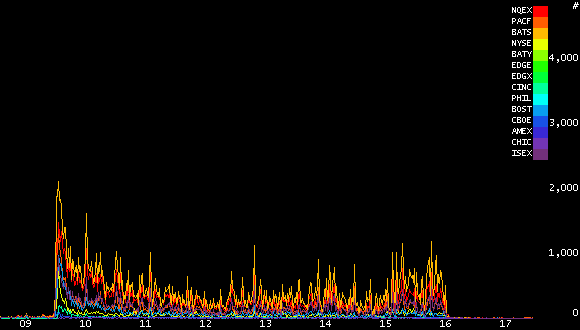 NQEX #
PACF
BATS
NYSE
BATY
EDGE 4,000
EDGX
CINC
PHIL
BOST
CBOE 3,000
AMEX
CHIC
ISEX
2,000
1,000
0
09 10 11 12 13 14 15 16 17